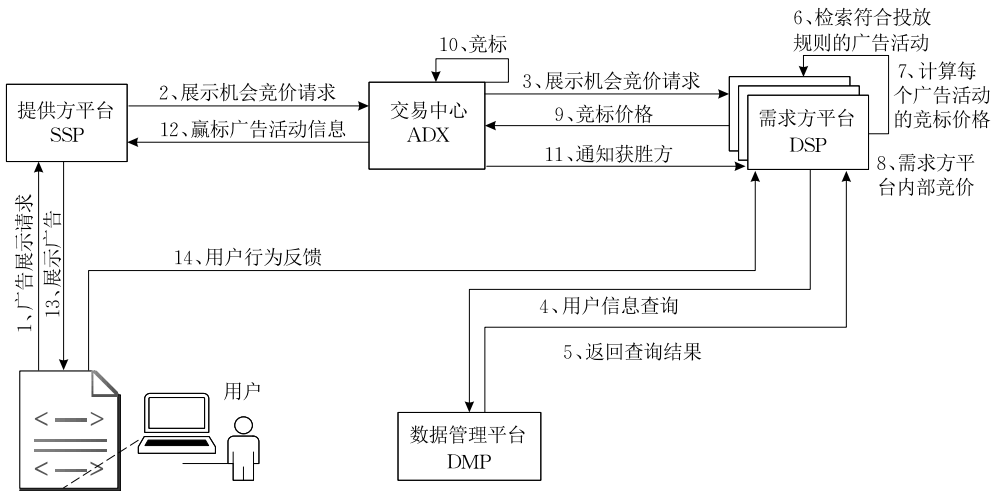 6、检索符合投放
规则的广告活动
10、竞标
2、展示机会竞价请求
3、展示机会竞价请求
7、计算每
个广告活动
的竞标价格
提供方平台
SSP
交易中心
ADX
9、竞标价格
需求方平台
DSP
12、赢标广告活动信息
11、通知获胜方
8、需求方平
台内部竞价
1、广告展示请求
13、展示广告
14、用户行为反馈
4、用户信息查询
5、返回查询结果
用户
数据管理平台
DMP